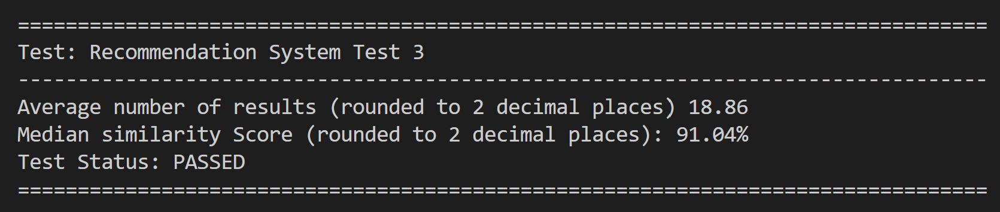 =================================================================================
Test: Recommendation System Test 3
---------------------------------------------------------------------------------
Average number of results (rounded to 2 decimal places) 18.86
Median similarity Score (rounded to 2 decimal places): 91.04%
Test Status: PASSED
=================================================================================